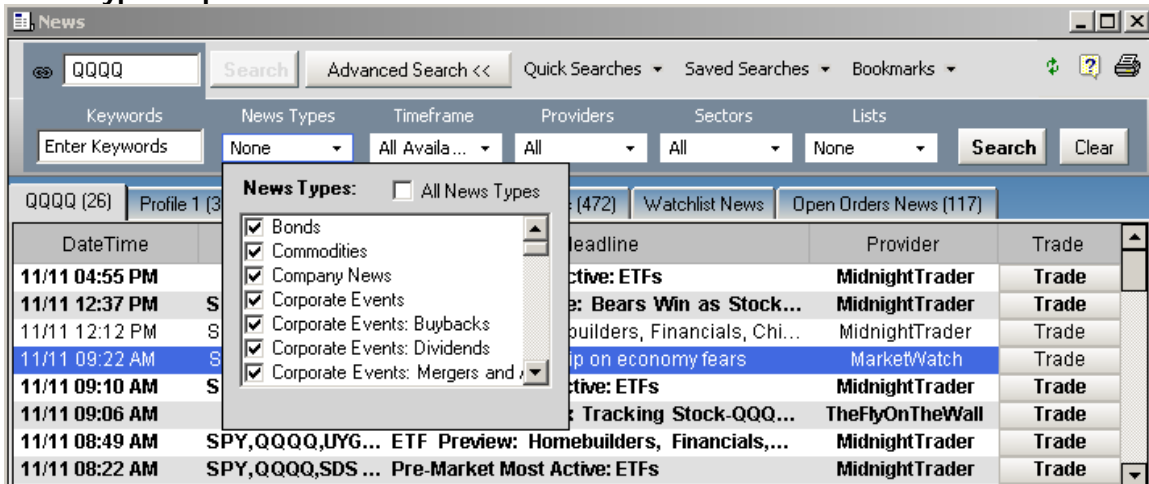 News
QQQQ Search Advanced Search << Quick Searches Saved Searches Bookmarks ?
Keywords News Types Timeframe Providers Sectors Lists
Enter Keywords None All Availa... All All None Search Clear
QQQQ (26) Profile 1 (3 (472) Watchlist News Open Orders News (117)
News Types: All News Types
Bonds
Commodities
Company News
Corporate Events
Corporate Events: Buybacks
Corporate Events: Dividends
Corporate Events: Mergers and
DateTime eadline Provider Trade
11/11 04:55 PM ctive: ETFs MidnightTrader Trade
11/11 12:37 PM S e: Bears Win as Stock... MidnightTrader Trade
11/11 12:12 PM S builders, Financials, Chi... MidnightTrader Trade
11/11 09:22 AM S ip on economy fears MarketWatch Trade
11/11 09:10 AM S ctive: ETFs MidnightTrader Trade
11/11 09:06 AM : Tracking Stock-QQQ... TheFlyOnTheWall Trade
11/11 08:49 AM SPY,QQQQ,UYG... ETF Preview: Homebuilders, Financials,... MidnightTrader Trade
11/11 08:22 AM SPY,QQQQ,SDS ... Pre-Market Most Active: ETFs MidnightTrader Trade